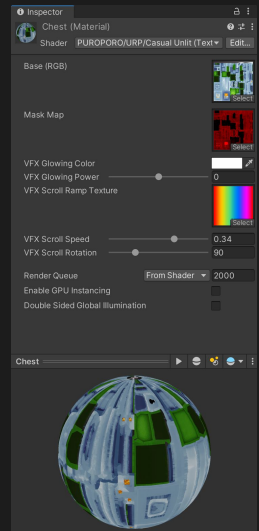 Inspector
Chest (Material)
Shader PUROPORO/URP/Casual Unlit (Text Edit...
Base (RGB)
Select
Mask Map
Select
VFX Glowing Color
VFX Glowing Power 0
VFX Scroll Ramp Texture
Select
VFX Scroll Speed 0.34
VFX Scroll Rotation 90
Render Queue From Shader 2000
Enable GPU Instancing
Double Sided Global Illumination
Chest